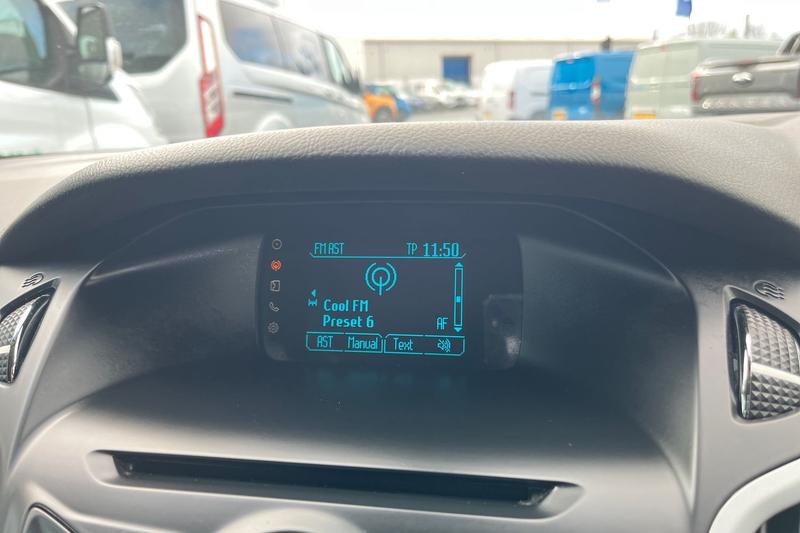 FM AST TP 11:50
Cool FM
Preset 6 AF
AST Manual Text